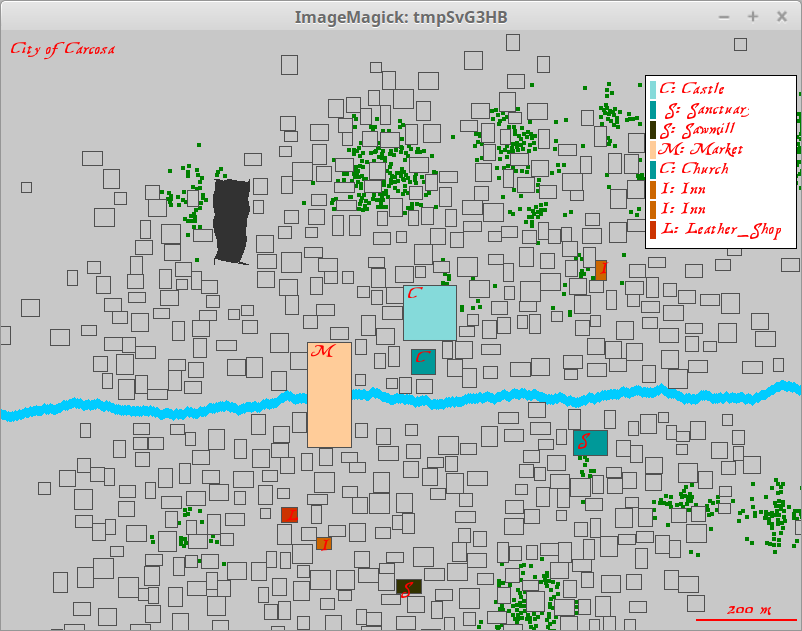 ImageMagick: tmpSvG3HB
City of Carcosa
C: Castle
S: Sanctuary
S: Sawmill
M: Market
C: Church
I: Inn
I: Inn
L: Leather_Shop
I
C
M
C
S
L
I
S
200 m